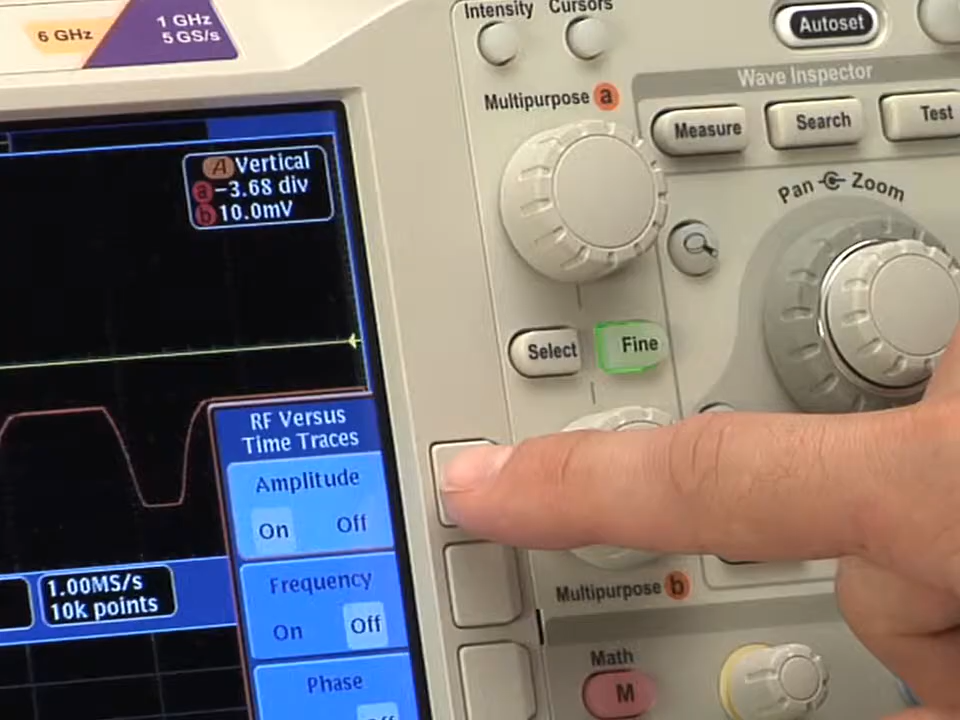 6 GHz
1 GHz
5 GS/s
Intensity
Cursors
Autoset
Wave Inspector
Multipurpose a
Measure
Search
Test
Pan Zoom
A Vertical
a -3.68 div
b 10.0mV
Select
Fine
RF Versus
Time Traces
Amplitude
On Off
Frequency
On Off
Phase
Off
1.00MS/s
10k points
Multipurpose b
Math
M